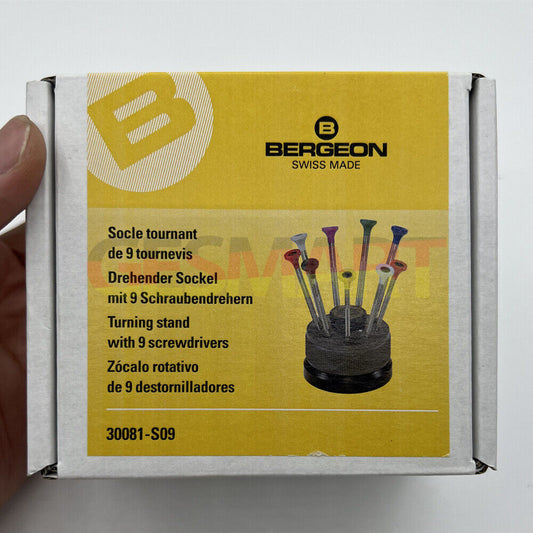 B
B
BERGEON
SWISS MADE
Socle tournant
de 9 tournevis
Drehender Sockel
mit 9 Schraubendrehern
Turning stand
with 9 screwdrivers
Zócalo rotativo
de 9 destornilladores
30081-S09
GESMART